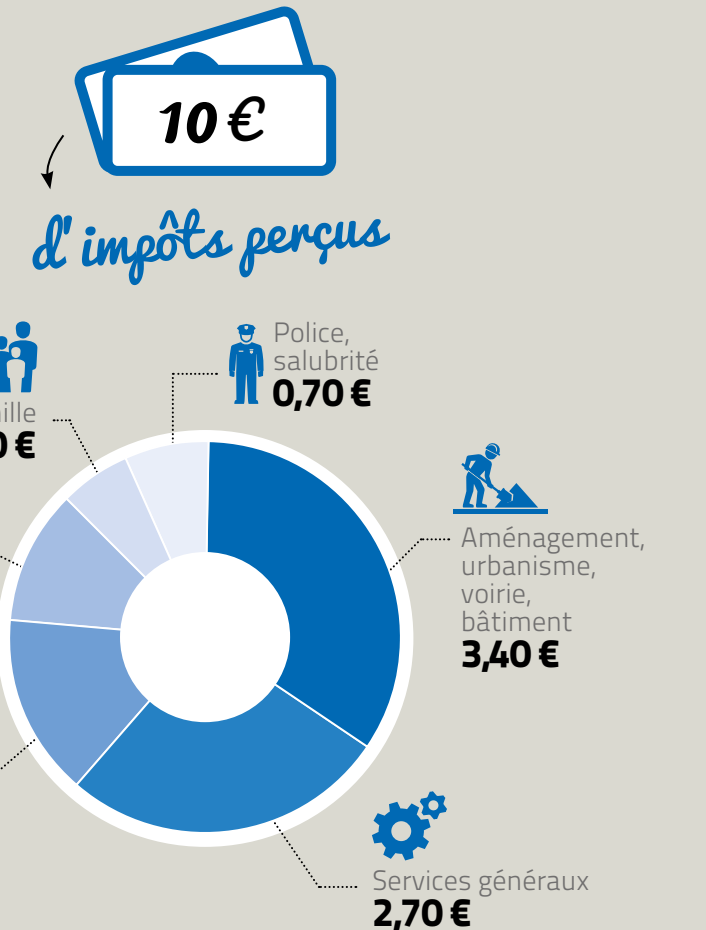 10 €
d'impôts perçus
Police,
salubrité
0,70 €
Aménagement,
urbanisme,
voirie,
bâtiment
3,40 €
Services généraux
2,70 €